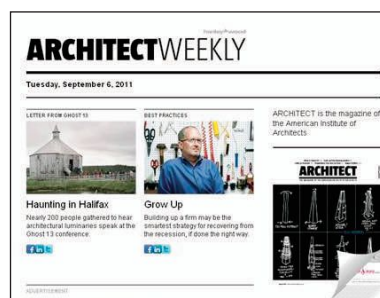 hanley wood
ARCHITECTWEEKLY
Tuesday, September 6, 2011
LETTER FROM GHOST 13
Haunting in Halifax
Nearly 200 people gathered to hear
architectural luminaries speak at the
Ghost 13 conference.
BEST PRACTICES
Grow Up
Building up a firm may be the
smartest strategy for recovering from
the recession, if done the right way.
ARCHITECT is the magazine of
the American Institute of
Architects
ARCHITECT
ADVERTISEMENT